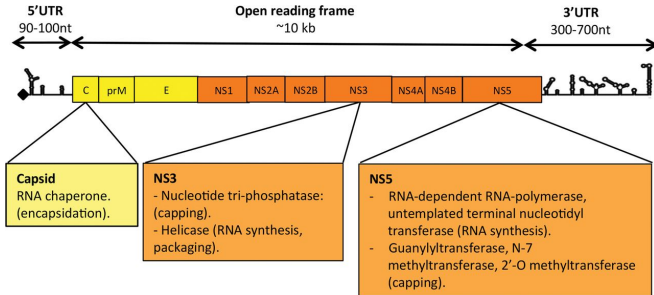 5'UTR
90-100nt
Open reading frame
~10 kb
3'UTR
300-700nt
C prM E NS1 NS2A NS2B NS3 NS4A NS4B NS5
Capsid
RNA chaperone.
(encapsidation).
NS3
- Nucleotide tri-phosphatase:
(capping).
- Helicase (RNA synthesis,
packaging).
NS5
- RNA-dependent RNA-polymerase,
untemplated terminal nucleotidyl
transferase (RNA synthesis).
- Guanylyltransferase, N-7
methyltransferase, 2'-O methyltransferase
(capping).